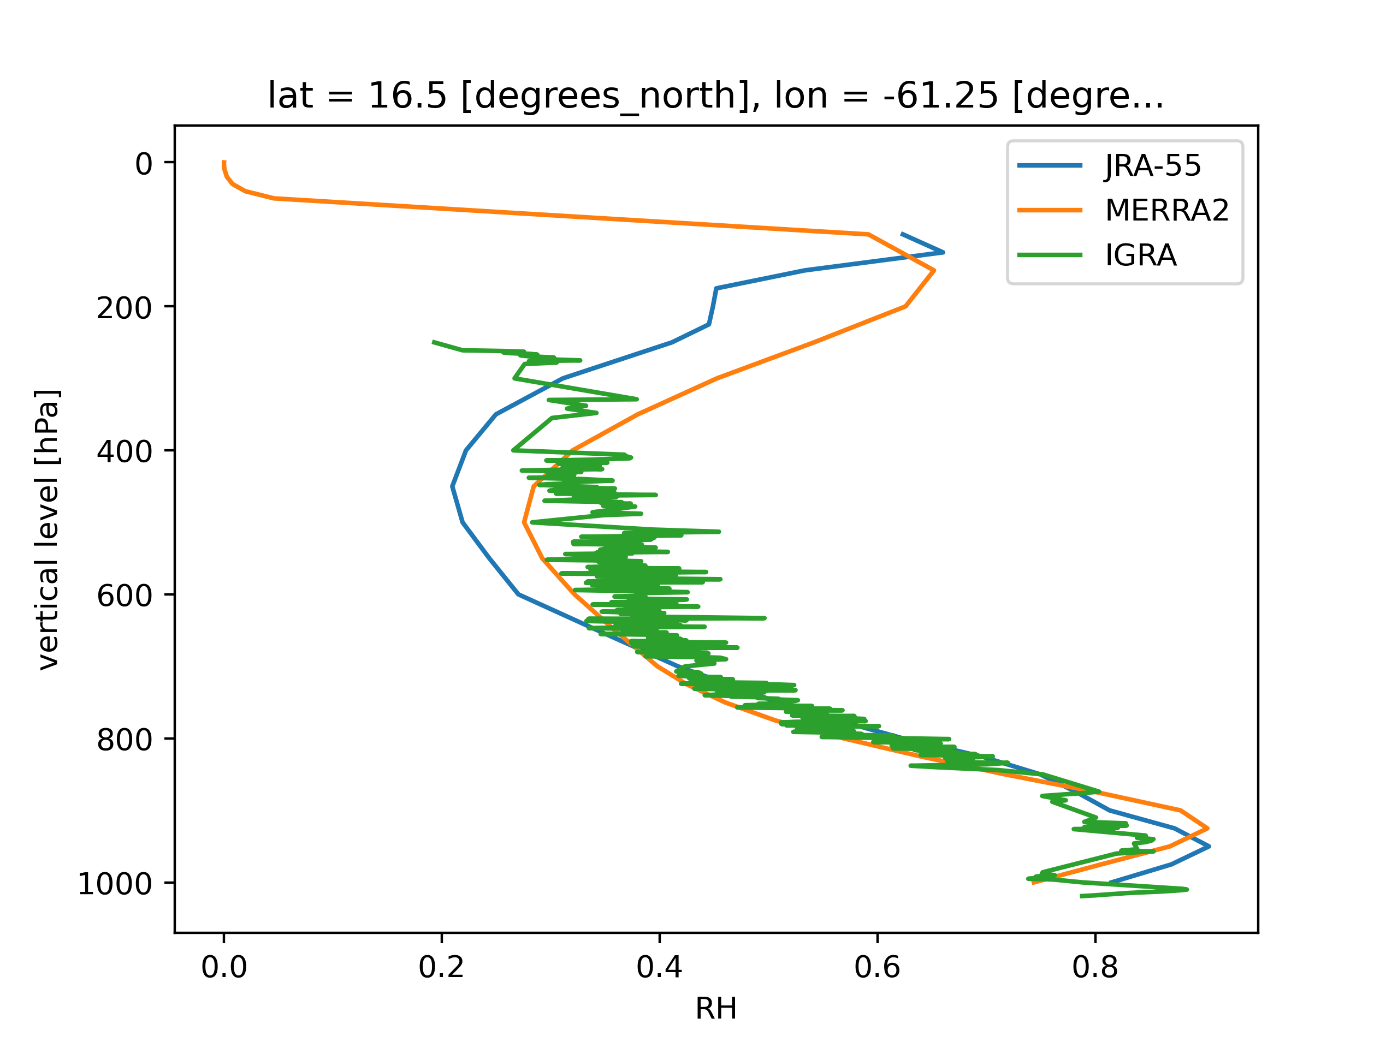 lat = 16.5 [degrees_north], lon = -61.25 [degre...
JRA-55
MERRA2
IGRA
0
200
400
600
800
1000
vertical level [hPa]
0.0 0.2 0.4 0.6 0.8
RH